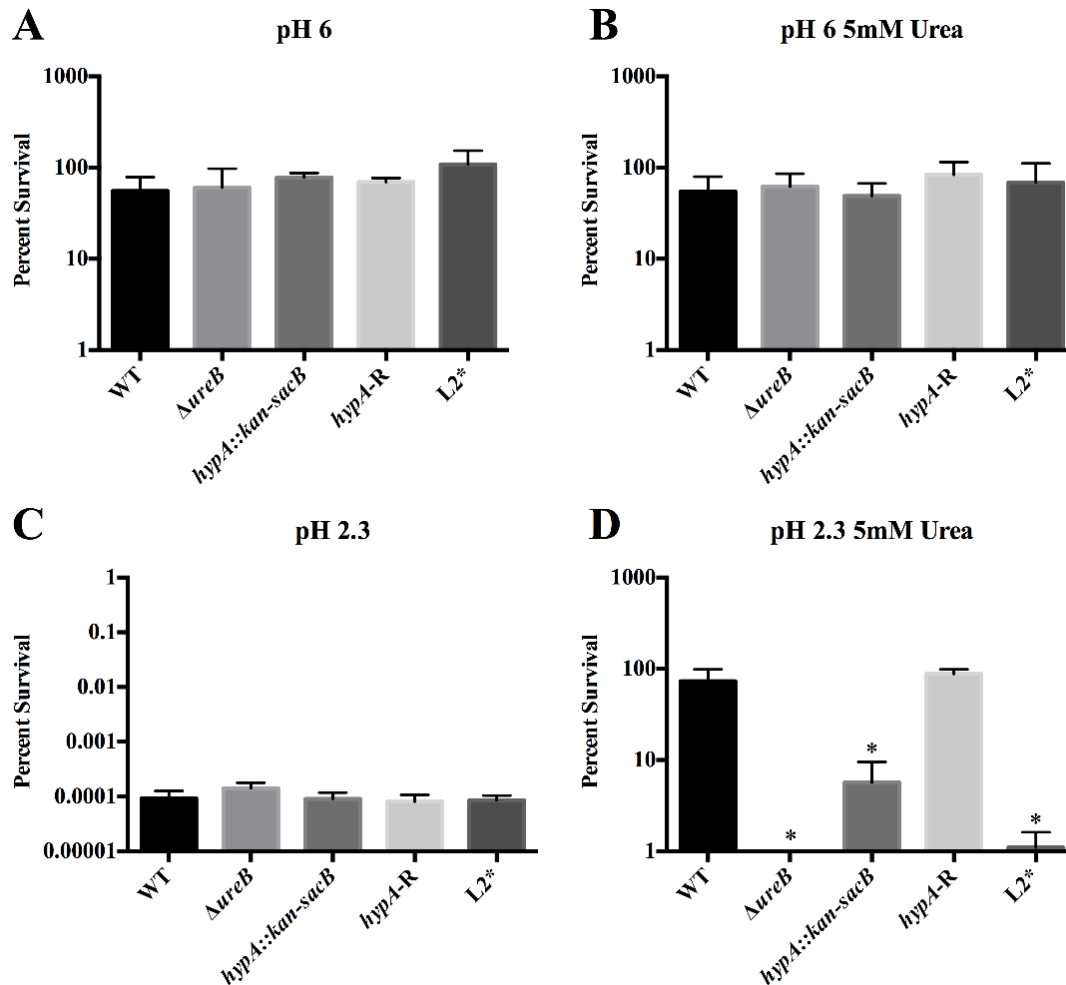 A
pH 6
Percent Survival
1000
100
10
1
WT
ΔureB
hypA::kan-sacB
hypA-R
L2*
B
pH 6 5mM Urea
Percent Survival
1000
100
10
1
WT
ΔureB
hypA::kan-sacB
hypA-R
L2*
C
pH 2.3
Percent Survival
1
0.1
0.01
0.001
0.0001
0.00001
WT
ΔureB
hypA::kan-sacB
hypA-R
L2*
D
pH 2.3 5mM Urea
Percent Survival
1000
100
10
1
*
*
*
WT
ΔureB
hypA::kan-sacB
hypA-R
L2*